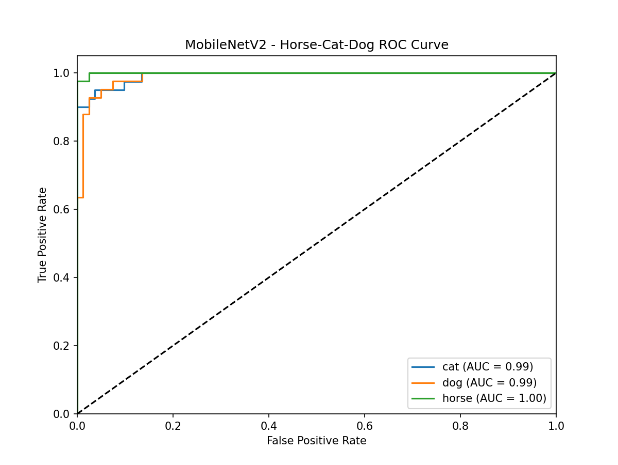 MobileNetV2 - Horse-Cat-Dog ROC Curve
True Positive Rate
1.0
0.8
0.6
0.4
0.2
0.0
0.0 0.2 0.4 0.6 0.8 1.0
False Positive Rate
cat (AUC = 0.99)
dog (AUC = 0.99)
horse (AUC = 1.00)